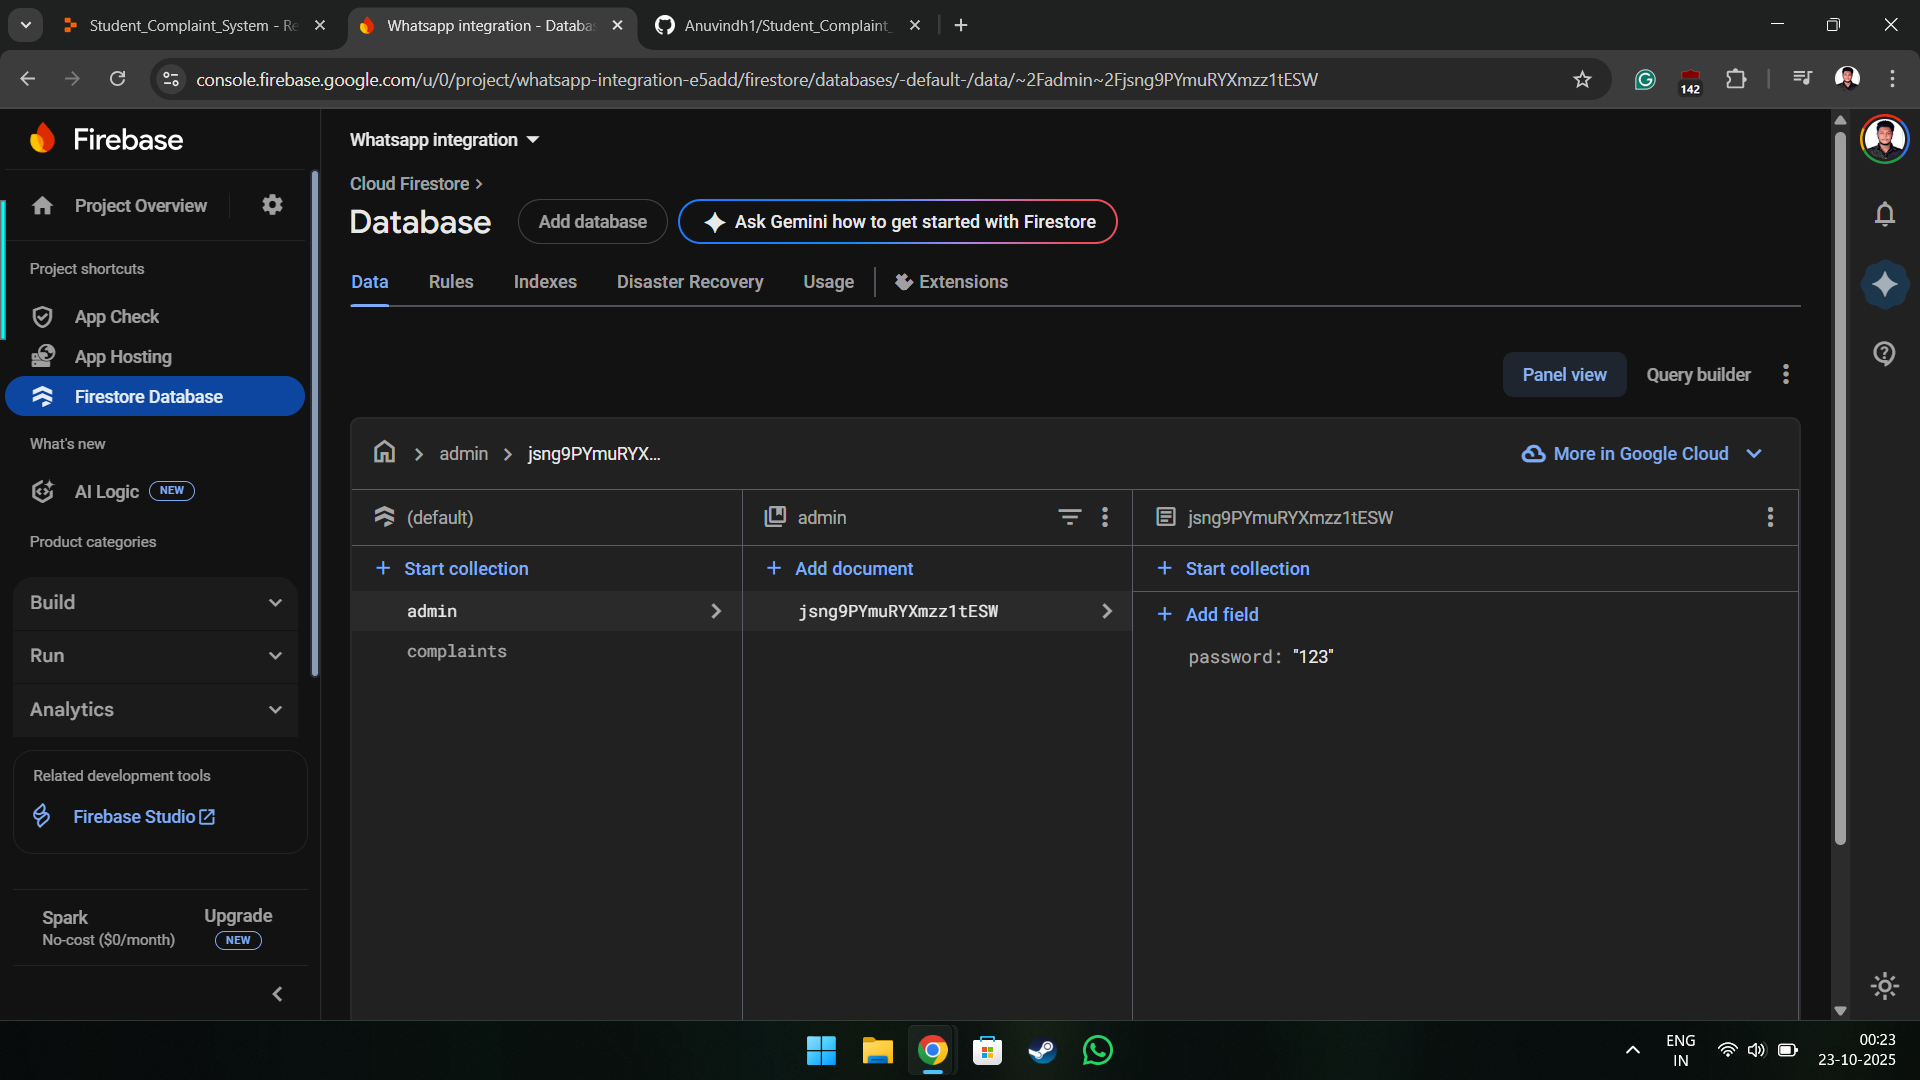 Student_Complaint_System - Re
Whatsapp integration - Databas
Anuvindh1/Student_Complaint_
console.firebase.google.com/u/0/project/whatsapp-integration-e5add/firestore/databases/-default-/data/~2Fadmin~2Fjsng9PYmuRYXmzz1tESW
142
Firebase
Project Overview
Project shortcuts
App Check
App Hosting
Firestore Database
What's new
AI Logic NEW
Product categories
Build
Run
Analytics
Related development tools
Firebase Studio
Spark
No-cost ($0/month)
Upgrade
NEW
Whatsapp integration
Cloud Firestore
Database
Add database
Ask Gemini how to get started with Firestore
Data Rules Indexes Disaster Recovery Usage Extensions
Panel view Query builder
admin jsng9PYmuRYX...
More in Google Cloud
(default)
+ Start collection
admin
complaints
admin
+ Add document
jsng9PYmuRYXmzz1tESW
jsng9PYmuRYXmzz1tESW
+ Start collection
+ Add field
password: "123"
ENG
IN
00:23
23-10-2025